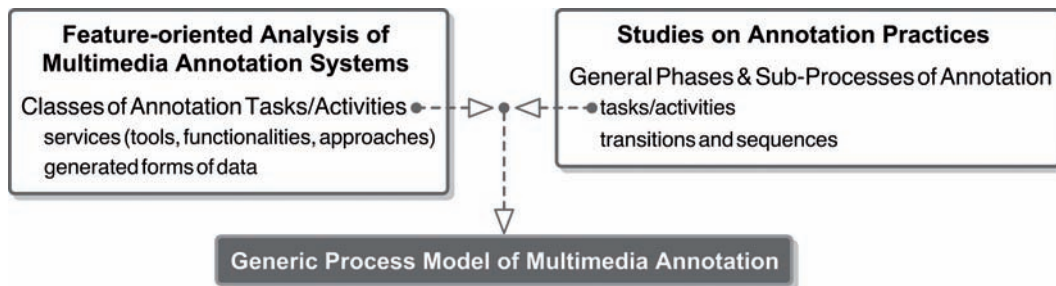 Feature-oriented Analysis of
Multimedia Annotation Systems
Classes of Annotation Tasks/Activities
services (tools, functionalities, approaches)
generated forms of data
Studies on Annotation Practices
General Phases & Sub-Processes of Annotation
tasks/activities
transitions and sequences
Generic Process Model of Multimedia Annotation